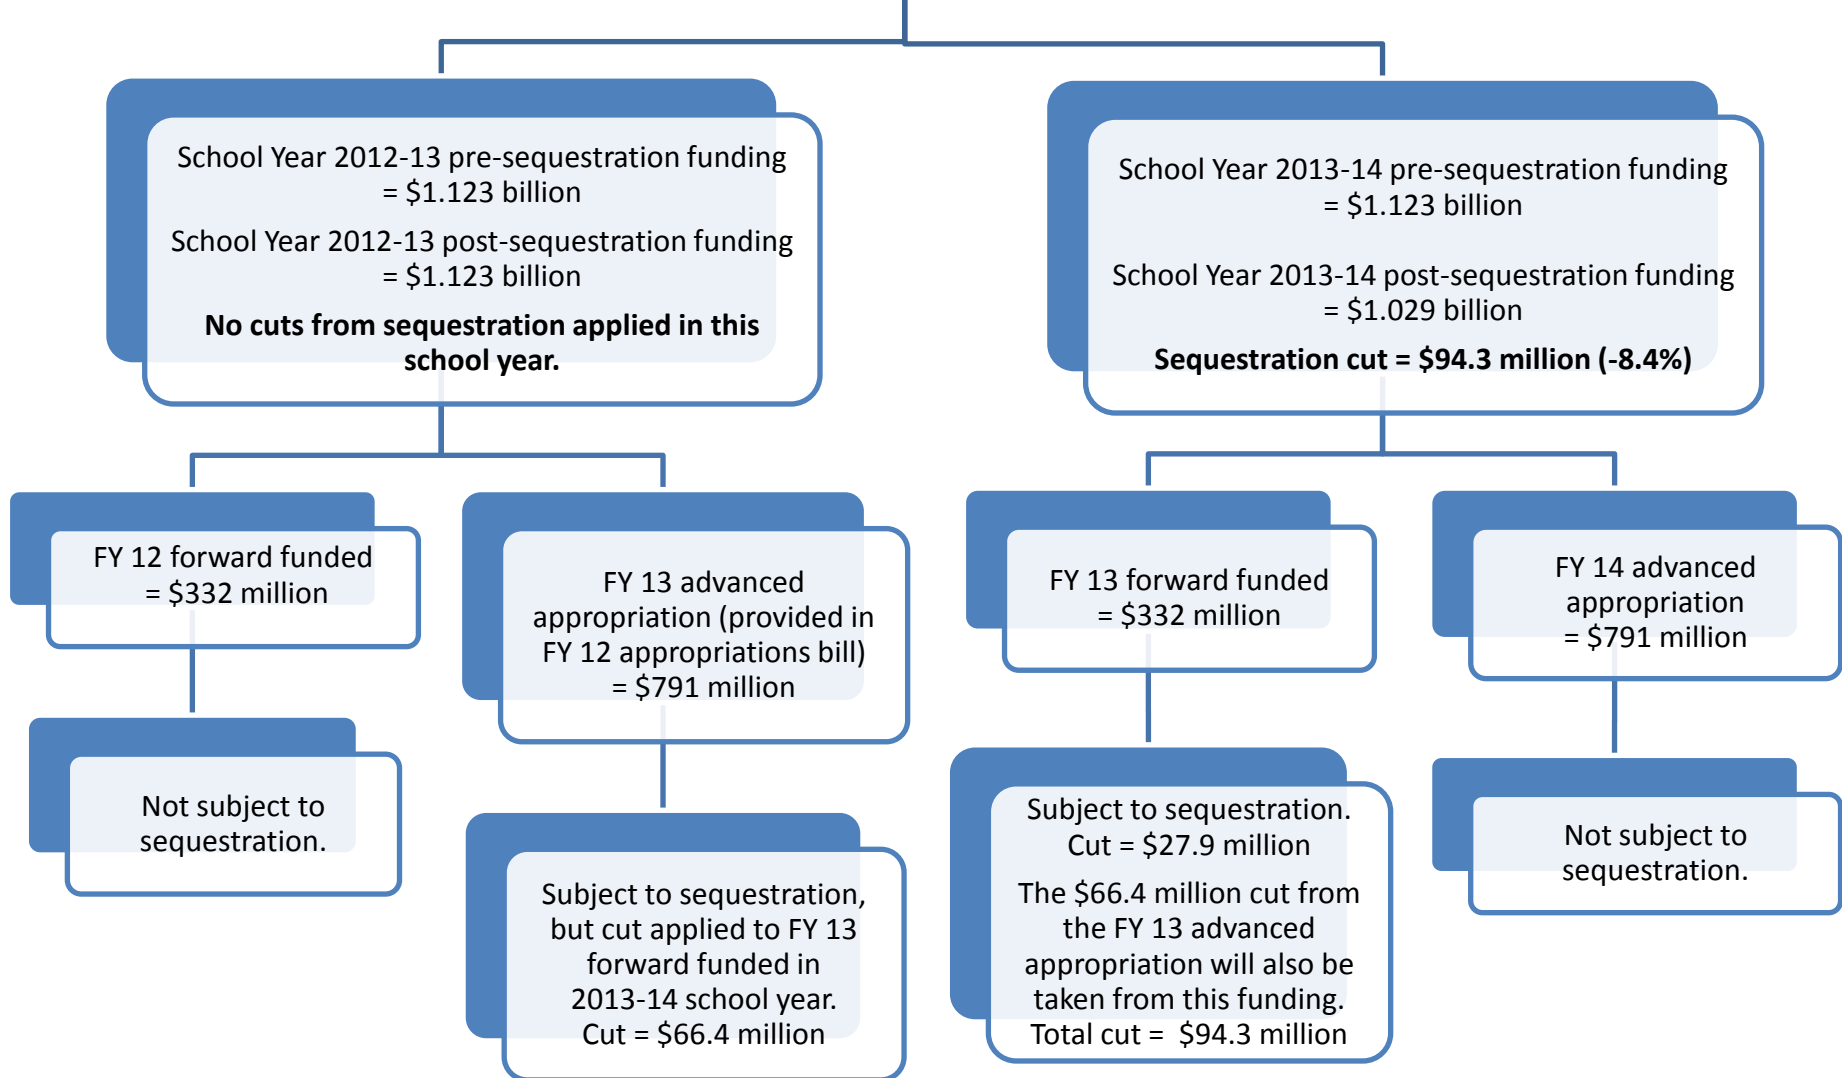 School Year 2012-13 pre-sequestration funding
= $1.123 billion
School Year 2012-13 post-sequestration funding
= $1.123 billion
No cuts from sequestration applied in this
school year.
School Year 2013-14 pre-sequestration funding
= $1.123 billion
School Year 2013-14 post-sequestration funding
= $1.029 billion
Sequestration cut = $94.3 million (-8.4%)
FY 12 forward funded
= $332 million
FY 13 advanced
appropriation (provided in
FY 12 appropriations bill)
= $791 million
FY 13 forward funded
= $332 million
FY 14 advanced
appropriation
= $791 million
Not subject to
sequestration.
Subject to sequestration,
but cut applied to FY 13
forward funded in
2013-14 school year.
Cut = $66.4 million
Subject to sequestration.
Cut = $27.9 million
The $66.4 million cut from
the FY 13 advanced
appropriation will also be
taken from this funding.
Total cut = $94.3 million
Not subject to
sequestration.